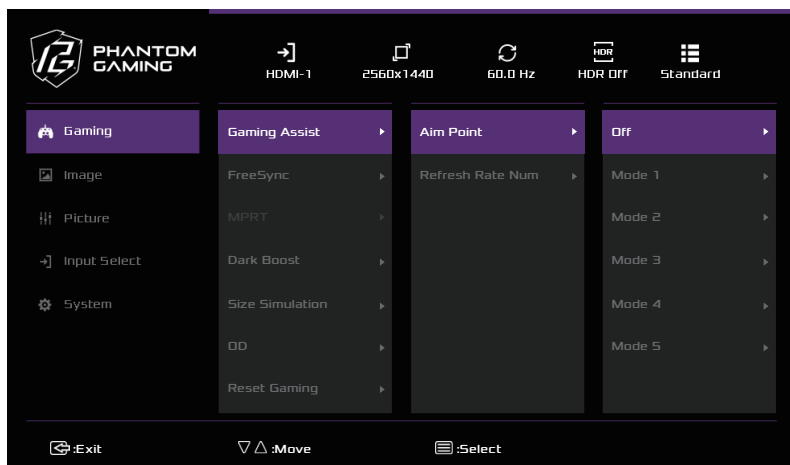 PHANTOM
GAMING
HDMI-1
2560x1440
60.0 Hz
HDR
HDR Off
Standard
Gaming
Image
Picture
Input Select
System
Gaming Assist
FreeSync
MPRT
Dark Boost
Size Simulation
OD
Reset Gaming
Aim Point
Refresh Rate Num
Off
Mode 1
Mode 2
Mode 3
Mode 4
Mode 5
:Exit
:Move
:Select